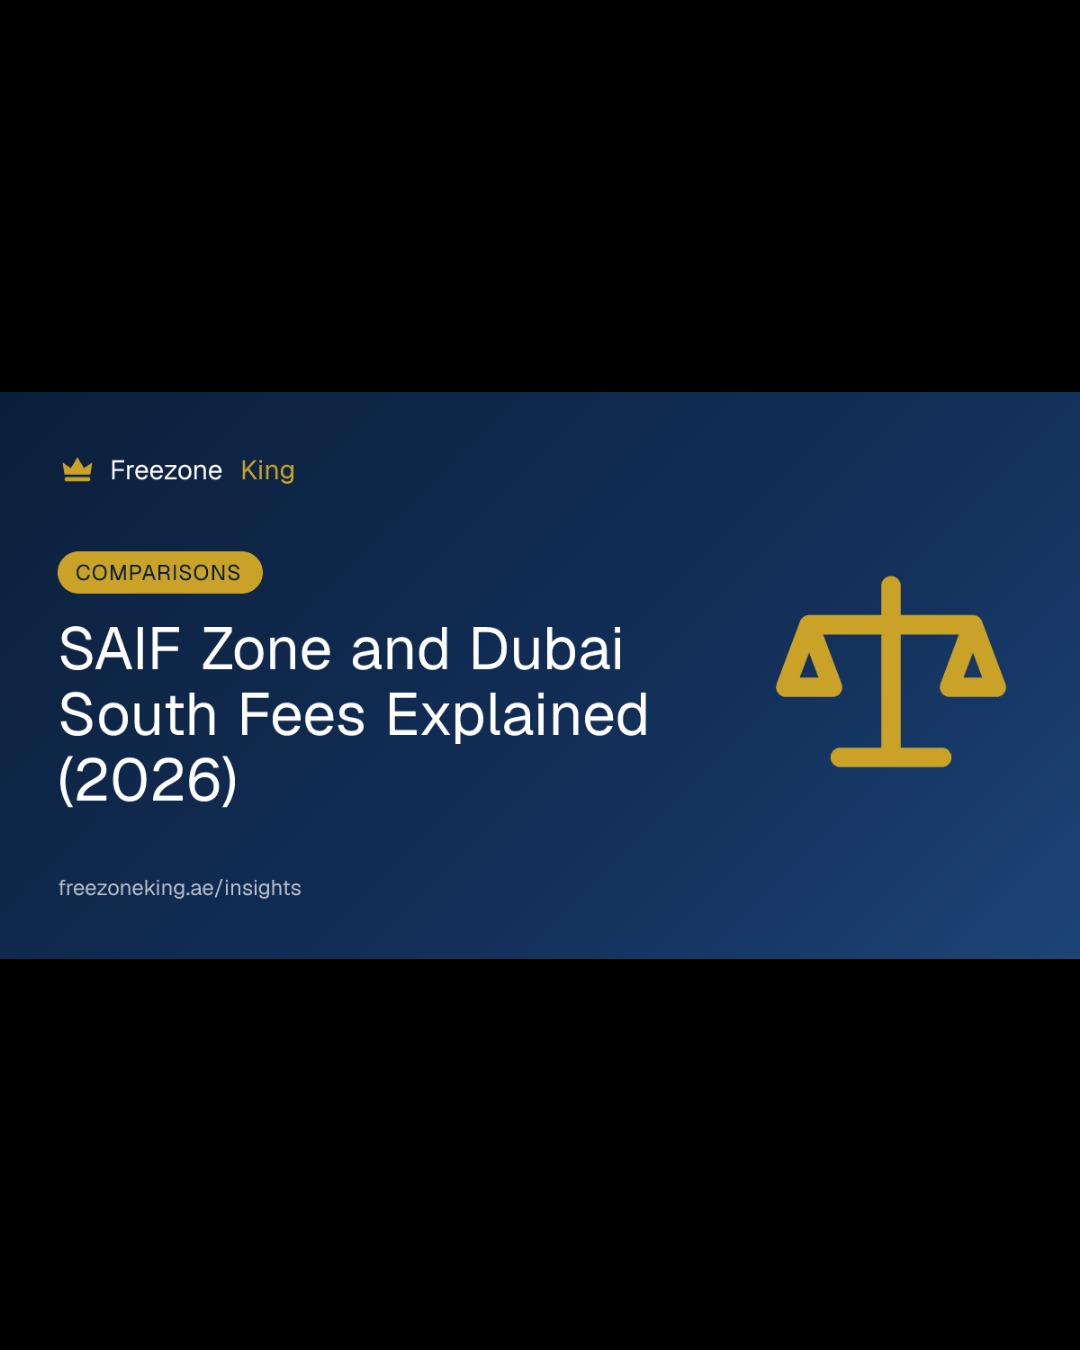 Freezone King
COMPARISONS
SAIF Zone and Dubai
South Fees Explained
(2026)
freezoneking.ae/insights